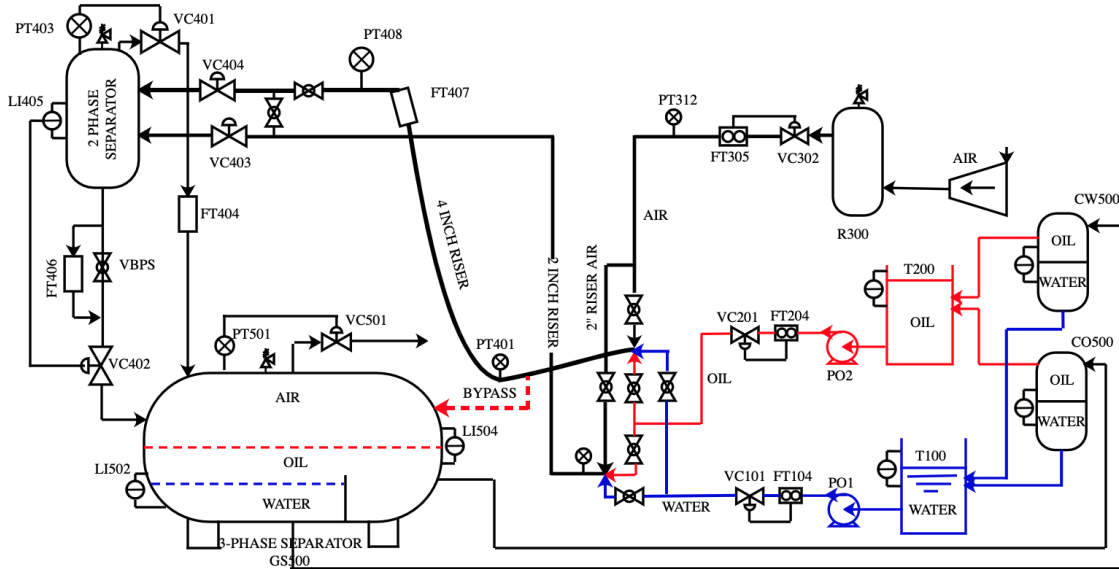 PT403
VC401
PT408
VC404
FT407
LI405
2 PHASE
SEPARATOR
VC403
PT312
FT305
VC302
AIR
R300
CW500
OIL
WATER
FT404
4 INCH RISER
2 INCH RISER
2" RISER AIR
AIR
FT406
VBPS
T200
OIL
VC201
FT204
PO2
OIL
CO500
OIL
WATER
PT501
VC501
PT401
BYPASS
VC402
AIR
LI504
OIL
LI502
WATER
VC101
FT104
WATER
PO1
T100
WATER
3-PHASE SEPARATOR
GS500